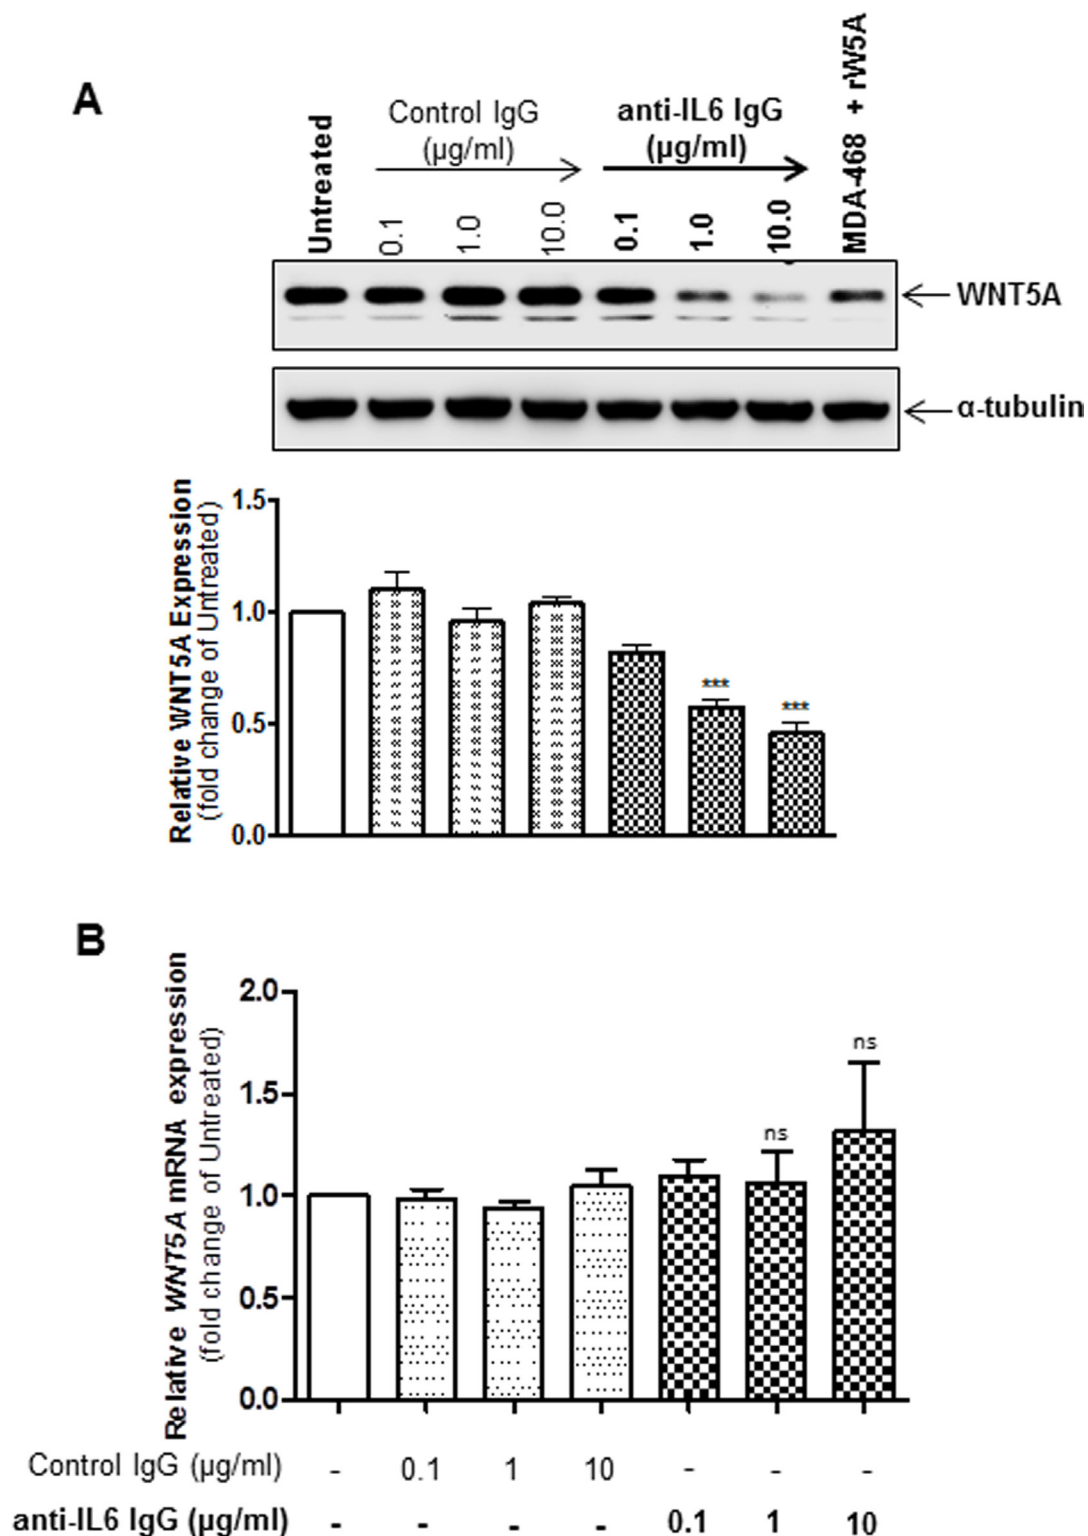 A
Untreated
Control IgG
(µg/ml)
0.1
1.0
10.0
anti-IL6 IgG
(µg/ml)
0.1
1.0
10.0
MDA-468 + rW5A
WNT5A
α-tubulin
Relative WNT5A Expression
(fold change of Untreated)
1.5
1.0
0.5
0.0
***
***
B
Relative WNT5A mRNA expression
(fold change of Untreated)
2.0
1.5
1.0
0.5
0.0
ns
ns
Control IgG (µg/ml) - 0.1 1 10 - - -
anti-IL6 IgG (µg/ml) - - - - 0.1 1 10